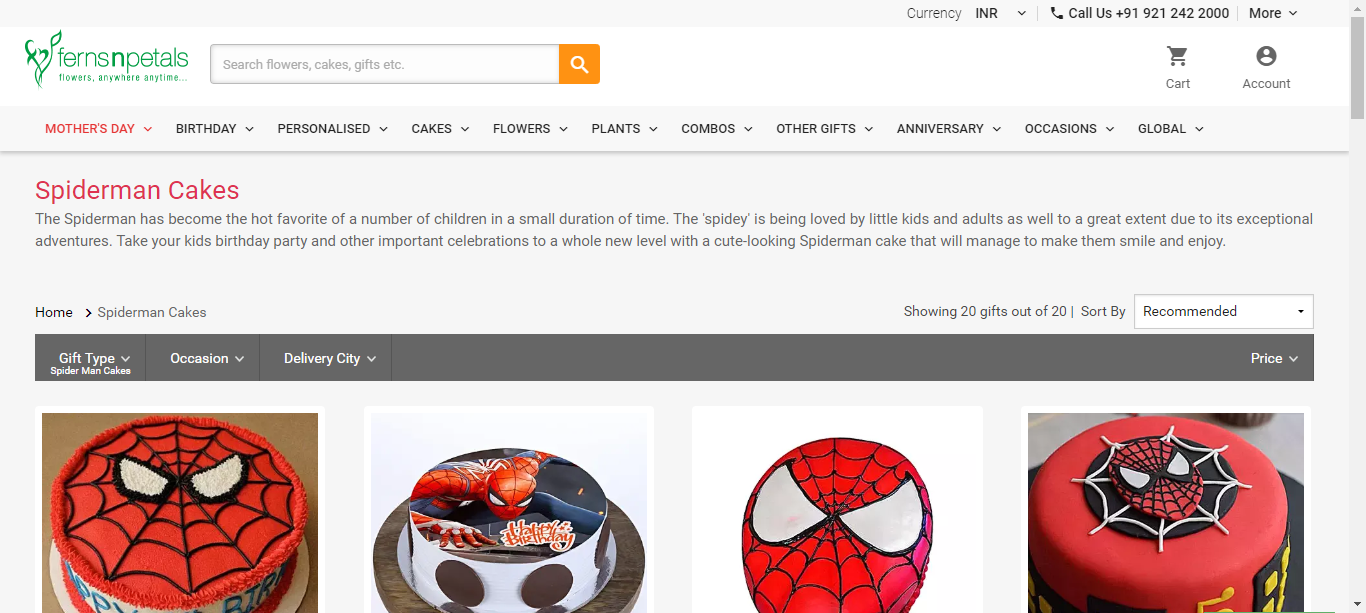 Currency INR Call Us +91 921 242 2000 More
fernsnpetals
flowers, anywhere anytime...
Search flowers, cakes, gifts etc.
Cart Account
MOTHER'S DAY BIRTHDAY PERSONALISED CAKES FLOWERS PLANTS COMBOS OTHER GIFTS ANNIVERSARY OCCASIONS GLOBAL
Spiderman Cakes
The Spiderman has become the hot favorite of a number of children in a small duration of time. The 'spidey' is being loved by little kids and adults as well to a great extent due to its exceptional
adventures. Take your kids birthday party and other important celebrations to a whole new level with a cute-looking Spiderman cake that will manage to make them smile and enjoy.
Home Spiderman Cakes
Showing 20 gifts out of 20 | Sort By Recommended
Gift Type Occasion Delivery City Price
Spider Man Cakes
Happy
Birthday